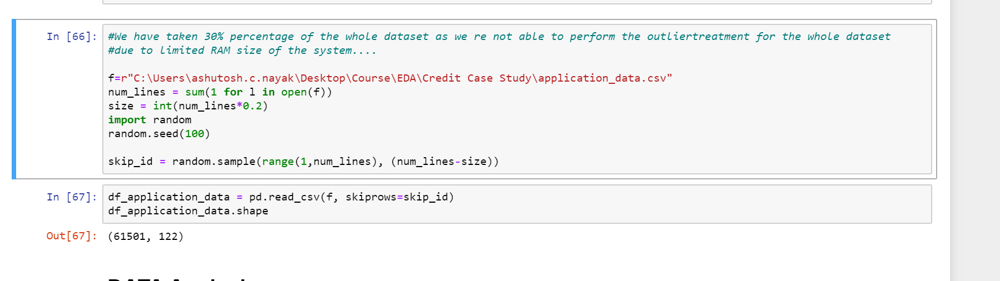 In [66]:
#We have taken 30% percentage of the whole dataset as we re not able to perform the outliertreatment for the whole dataset
#due to limited RAM size of the system....
f=r"C:\Users\ashutosh.c.nayak\Desktop\Course\EDA\Credit Case Study\application_data.csv"
num_lines = sum(1 for l in open(f))
size = int(num_lines*0.2)
import random
random.seed(100)
skip_id = random.sample(range(1,num_lines), (num_lines-size))
In [67]:
df_application_data = pd.read_csv(f, skiprows=skip_id)
df_application_data.shape
Out[67]: (61501, 122)